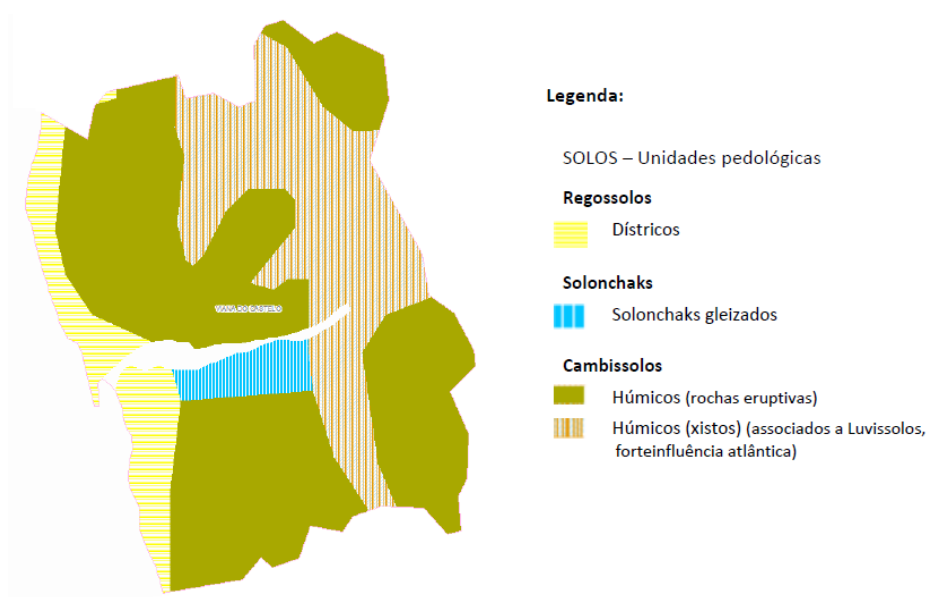 Legenda:
SOLOS – Unidades pedológicas
Regossolos
Dístricos
Solonchaks
Solonchaks gleizados
Cambissolos
Húmicos (rochas eruptivas)
Húmicos (xistos) (associados a Luvissolos,
forteinfluência atlântica)